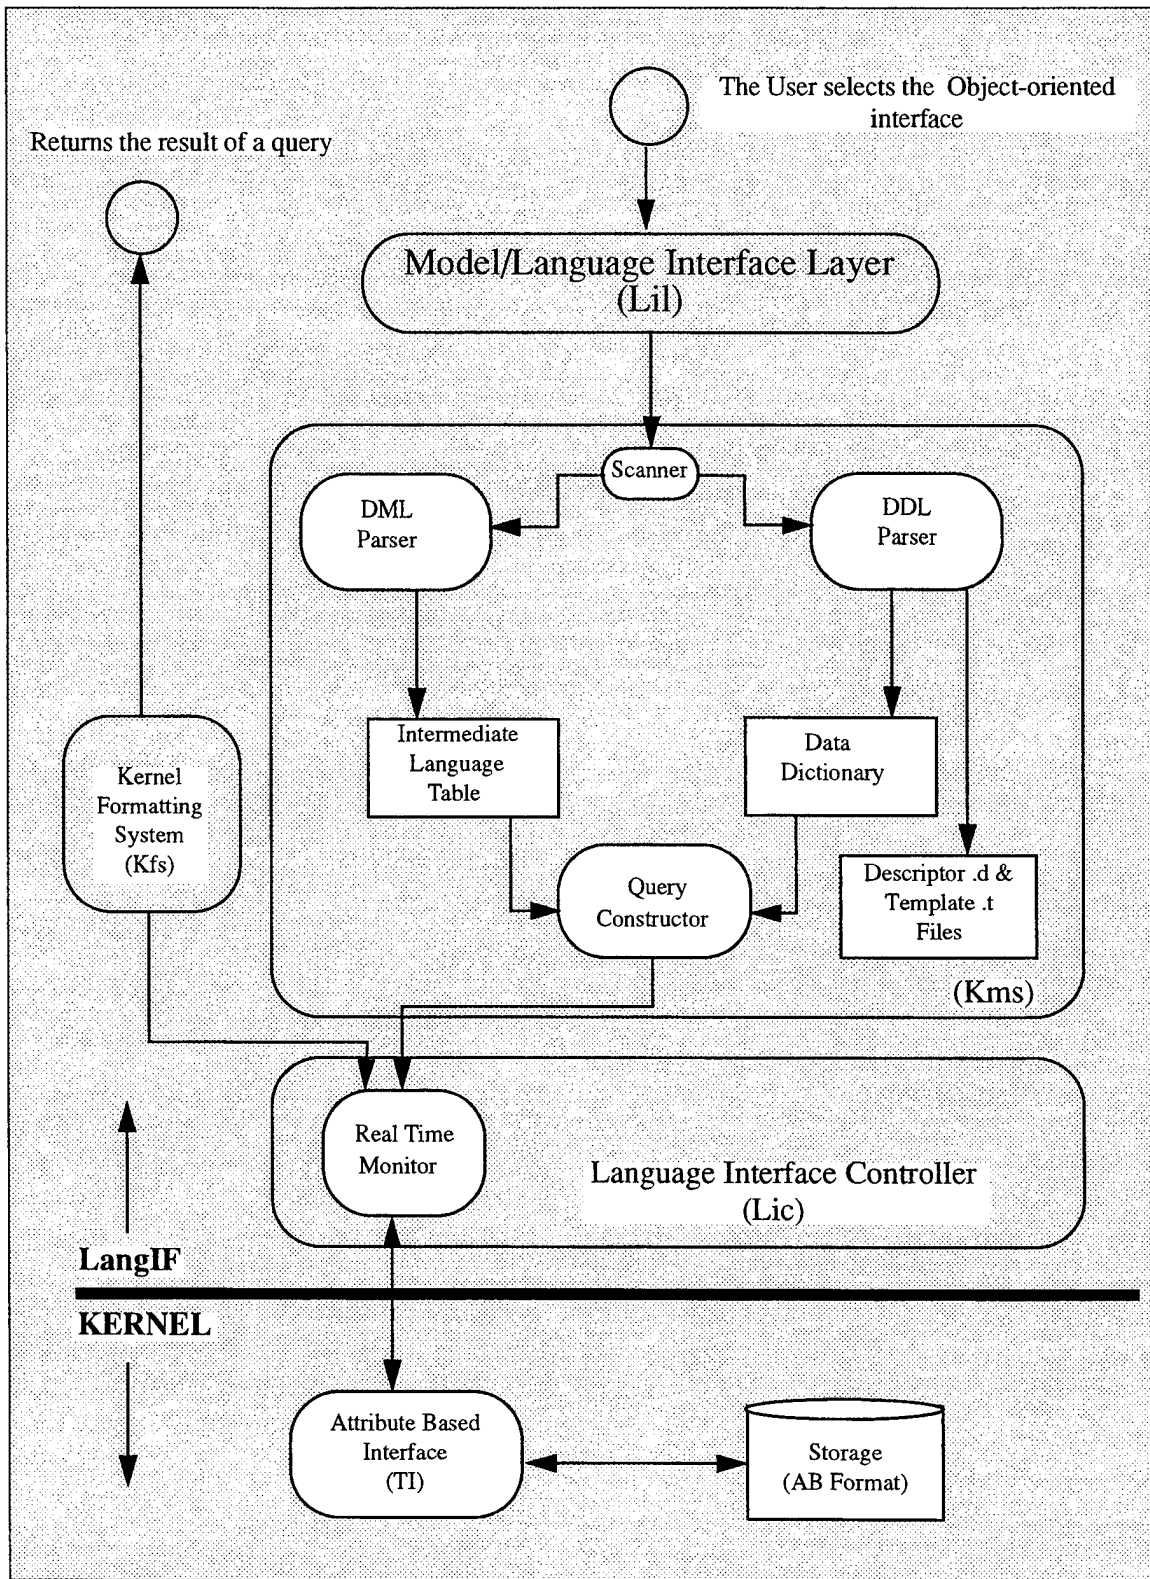 The User selects the Object-oriented
interface
Returns the result of a query
Model/Language Interface Layer
(Lil)
Scanner
DML
Parser
DDL
Parser
Intermediate
Language
Table
Data
Dictionary
Kernel
Formatting
System
(Kfs)
Query
Constructor
Descriptor .d &
Template .t
Files
(Kms)
Real Time
Monitor
Language Interface Controller
(Lic)
LangIF
KERNEL
Attribute Based
Interface
(TI)
Storage
(AB Format)